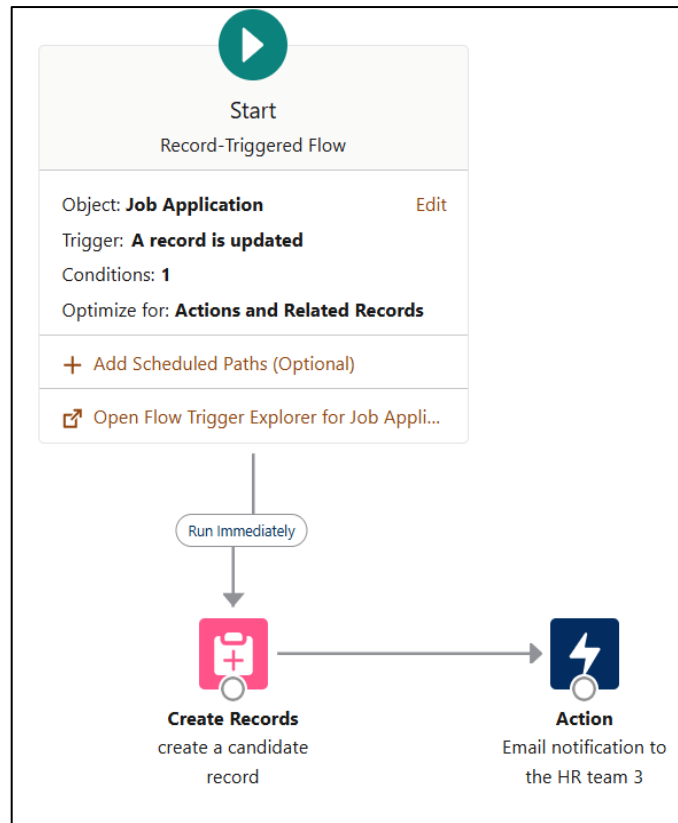 Start
Record-Triggered Flow
Object: Job Application Edit
Trigger: A record is updated
Conditions: 1
Optimize for: Actions and Related Records
+ Add Scheduled Paths (Optional)
Open Flow Trigger Explorer for Job Appli...
Run Immediately
Create Records
create a candidate
record
Action
Email notification to
the HR team 3